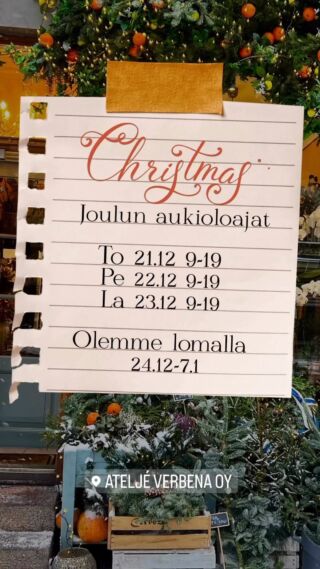 Christmas
Joulun aukioloajat
To 21.12 9-19
Pe 22.12 9-19
La 23.12 9-19
Olemme lomalla
24.12-7.1
ATELJÉ VERBENA OY